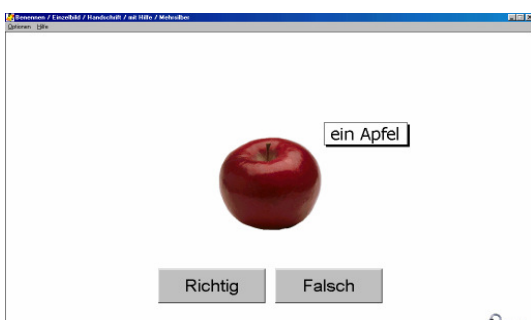 Benennen / Einzelbild / Handschrift / mit Hilfe / Mehrsilber
Optionen Hilfe
ein Apfel
Richtig Falsch